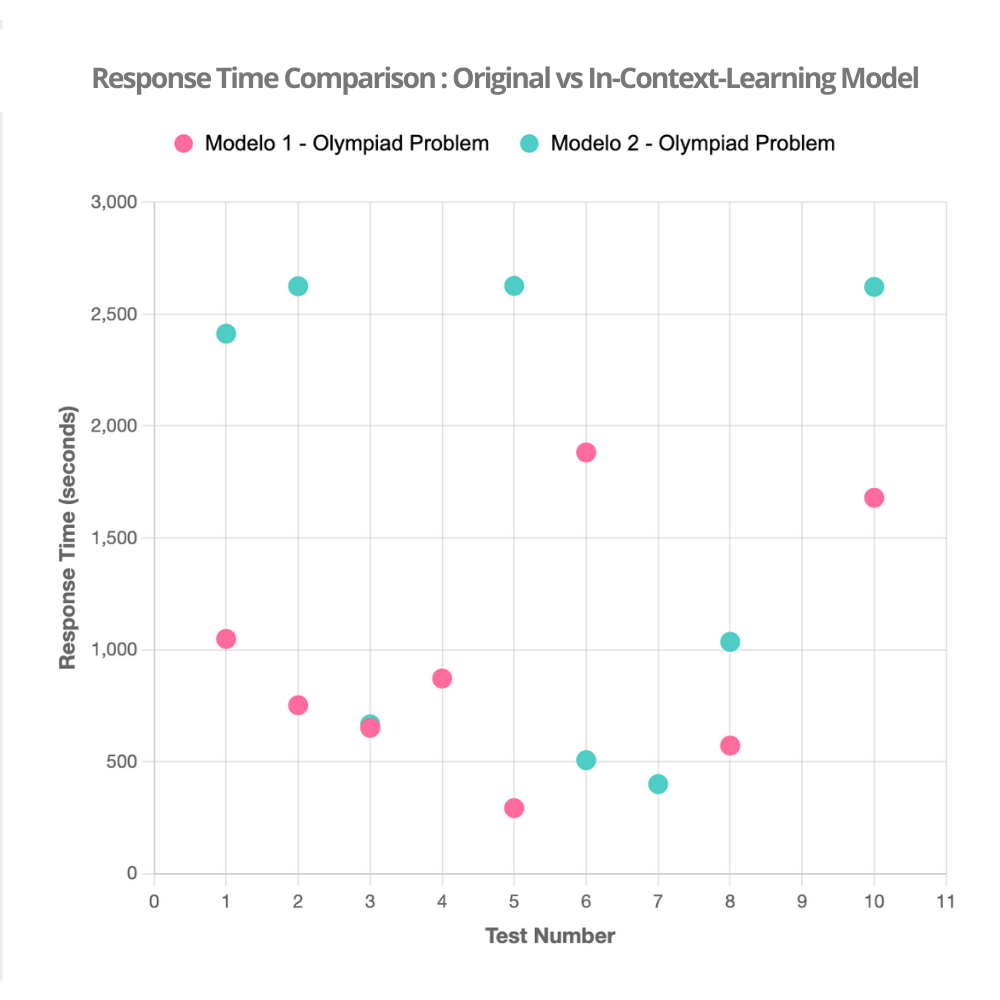 Response Time Comparison : Original vs In-Context-Learning Model
Modelo 1 - Olympiad Problem
Modelo 2 - Olympiad Problem
3,000
2,500
2,000
1,500
1,000
500
0
Response Time (seconds)
0 1 2 3 4 5 6 7 8 9 10 11
Test Number